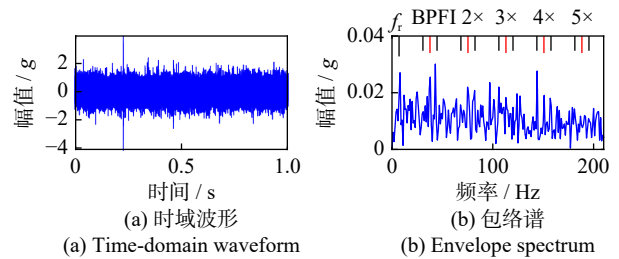 幅值 / g
2
0
−2
−4
0
0.5
1.0
时间 / s
(a) 时域波形
(a) Time-domain waveform
fr BPFI 2× 3× 4× 5×
幅值 / g
0.04
0.02
0
0
100
200
频率 / Hz
(b) 包络谱
(b) Envelope spectrum